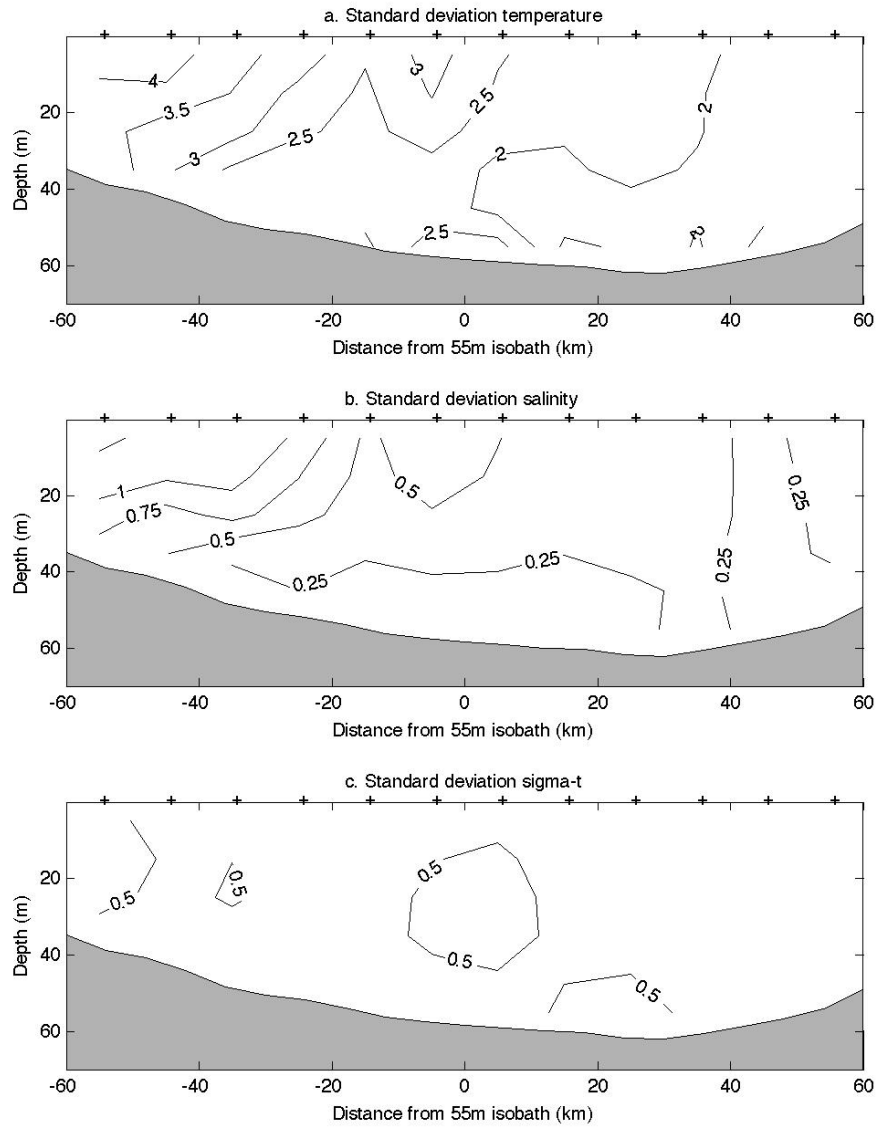 a. Standard deviation temperature
4
3
3.5
2.5
2
2.5
3
2
2.5
2
20
40
60
Depth (m)
-60 -40 -20 0 20 40 60
Distance from 55m isobath (km)
b. Standard deviation salinity
1
0.5
0.25
0.75
0.5
0.25
0.25
0.25
20
40
60
Depth (m)
-60 -40 -20 0 20 40 60
Distance from 55m isobath (km)
c. Standard deviation sigma-t
0.5
0.5
0.5
0.5
0.5
20
40
60
Depth (m)
-60 -40 -20 0 20 40 60
Distance from 55m isobath (km)